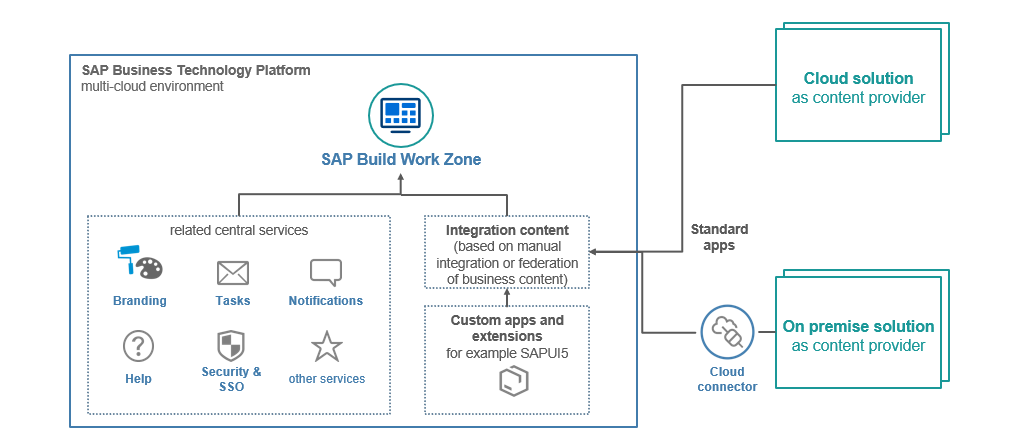 SAP Business Technology Platform
multi-cloud environment
SAP Build Work Zone
related central services
Branding
Tasks
Notifications
Help
Security &
SSO
other services
Integration content
(based on manual
integration or federation
of business content)
Custom apps and
extensions
for example SAPUI5
Standard
apps
Cloud solution
as content provider
Cloud
connector
On premise solution
as content provider